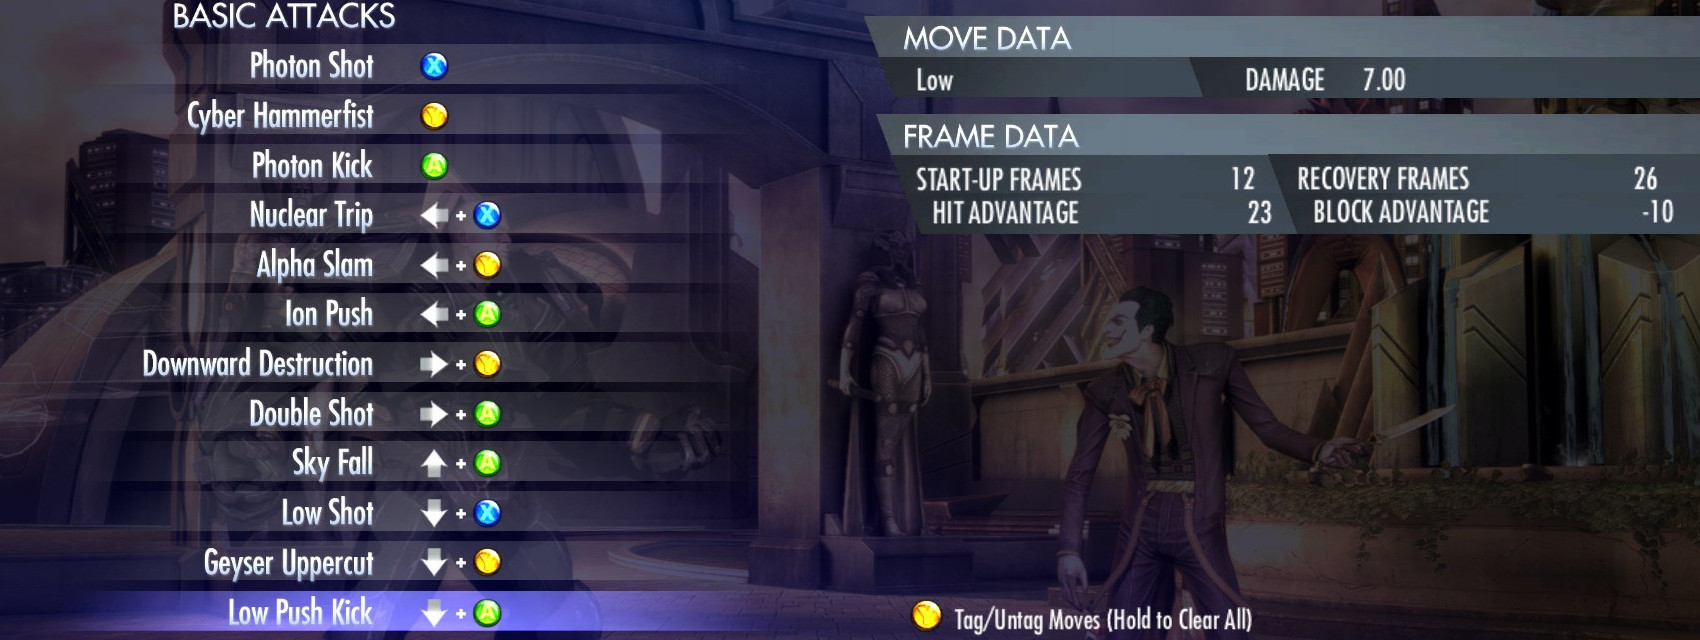 BASIC ATTACKS
Photon Shot X
Cyber Hammerfist Y
Photon Kick A
Nuclear Trip + X
Alpha Slam + Y
Ion Push + A
Downward Destruction + Y
Double Shot + A
Sky Fall + A
Low Shot + X
Geyser Uppercut + Y
Low Push Kick + A
MOVE DATA
Low DAMAGE 7.00
FRAME DATA
START-UP FRAMES 12 RECOVERY FRAMES 26
HIT ADVANTAGE 23 BLOCK ADVANTAGE -10
Y Tag/Untag Moves (Hold to Clear All)